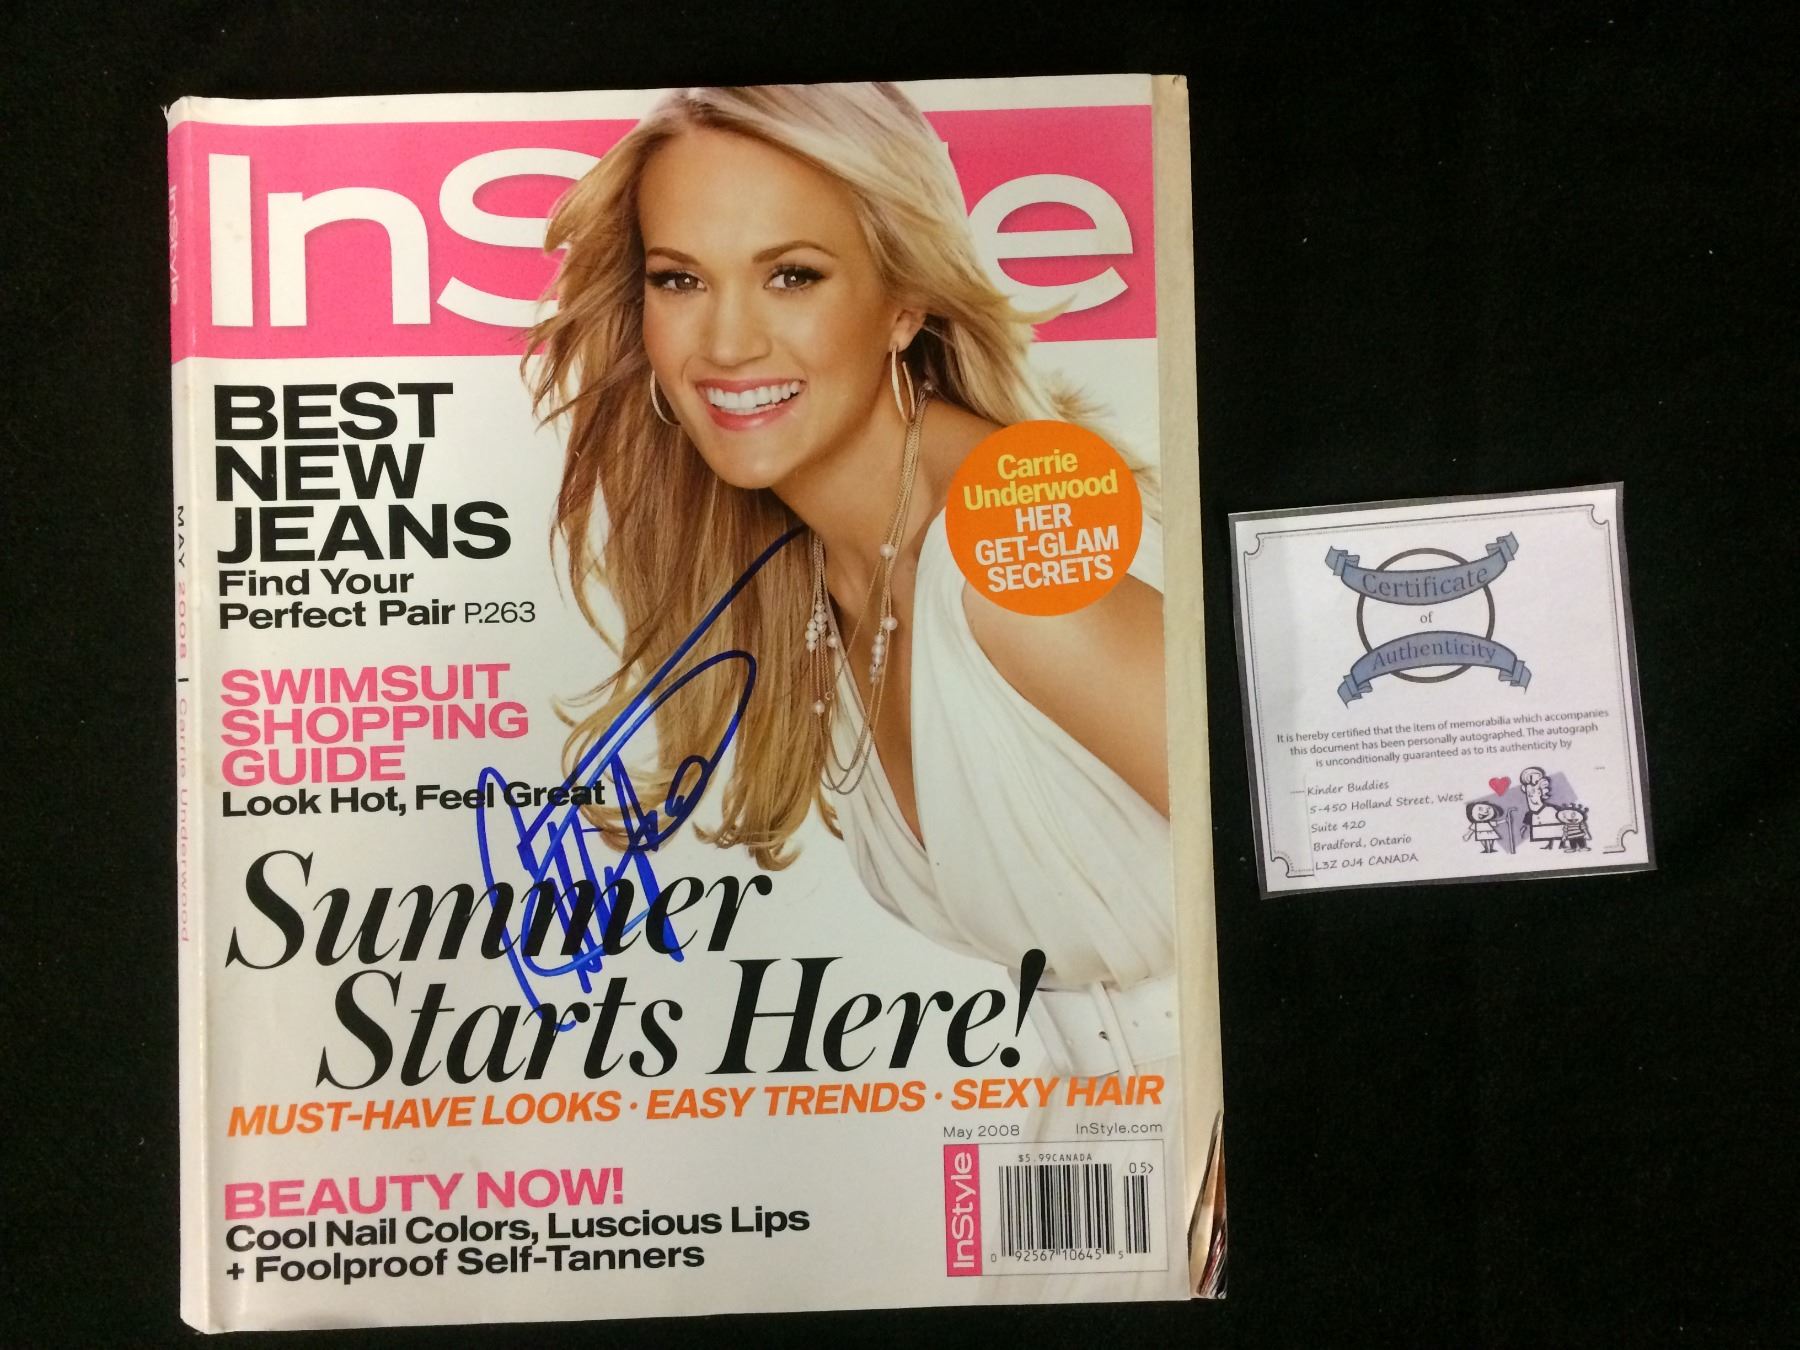 InStyle
BEST
NEW
JEANS
Find Your
Perfect Pair P.263
SWIMSUIT
SHOPPING
GUIDE
Look Hot, Feel Great
Carrie
Underwood
HER
GET-GLAM
SECRETS
Summer
Starts Here!
MUST-HAVE LOOKS · EASY TRENDS · SEXY HAIR
BEAUTY NOW!
Cool Nail Colors, Luscious Lips
+ Foolproof Self-Tanners
May 2008 InStyle.com
InStyle
$5.99CANADA
05>
0 92567 10645 5
InStyle
MAY 2008 | Carrie Underwood
Certificate
of
Authenticity
It is hereby certified that the item of memorabilia which accompanies
this document has been personally autographed. The autograph
is unconditionally guaranteed as to its authenticity by
Kinder Buddies
5-450 Holland Street, West
Suite 420
Bradford, Ontario
L3Z 0J4 CANADA